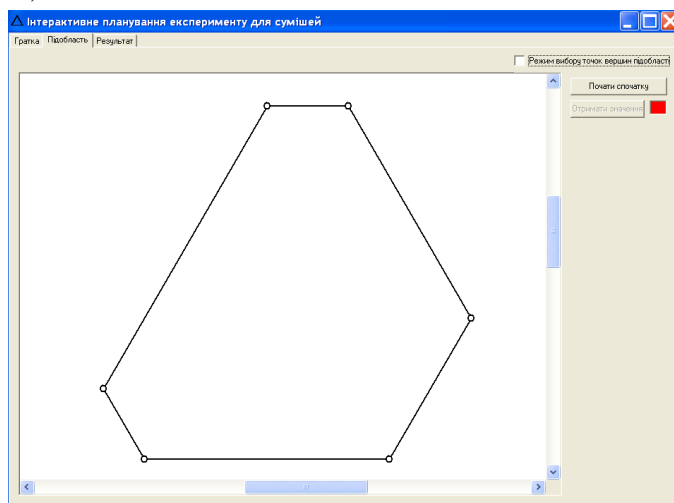 Інтерактивне планування експерименту для сумішей
Гратка Підобласть Результат
Режим вибору точок вершин підобласті
Почати спочатку
Отримати значення